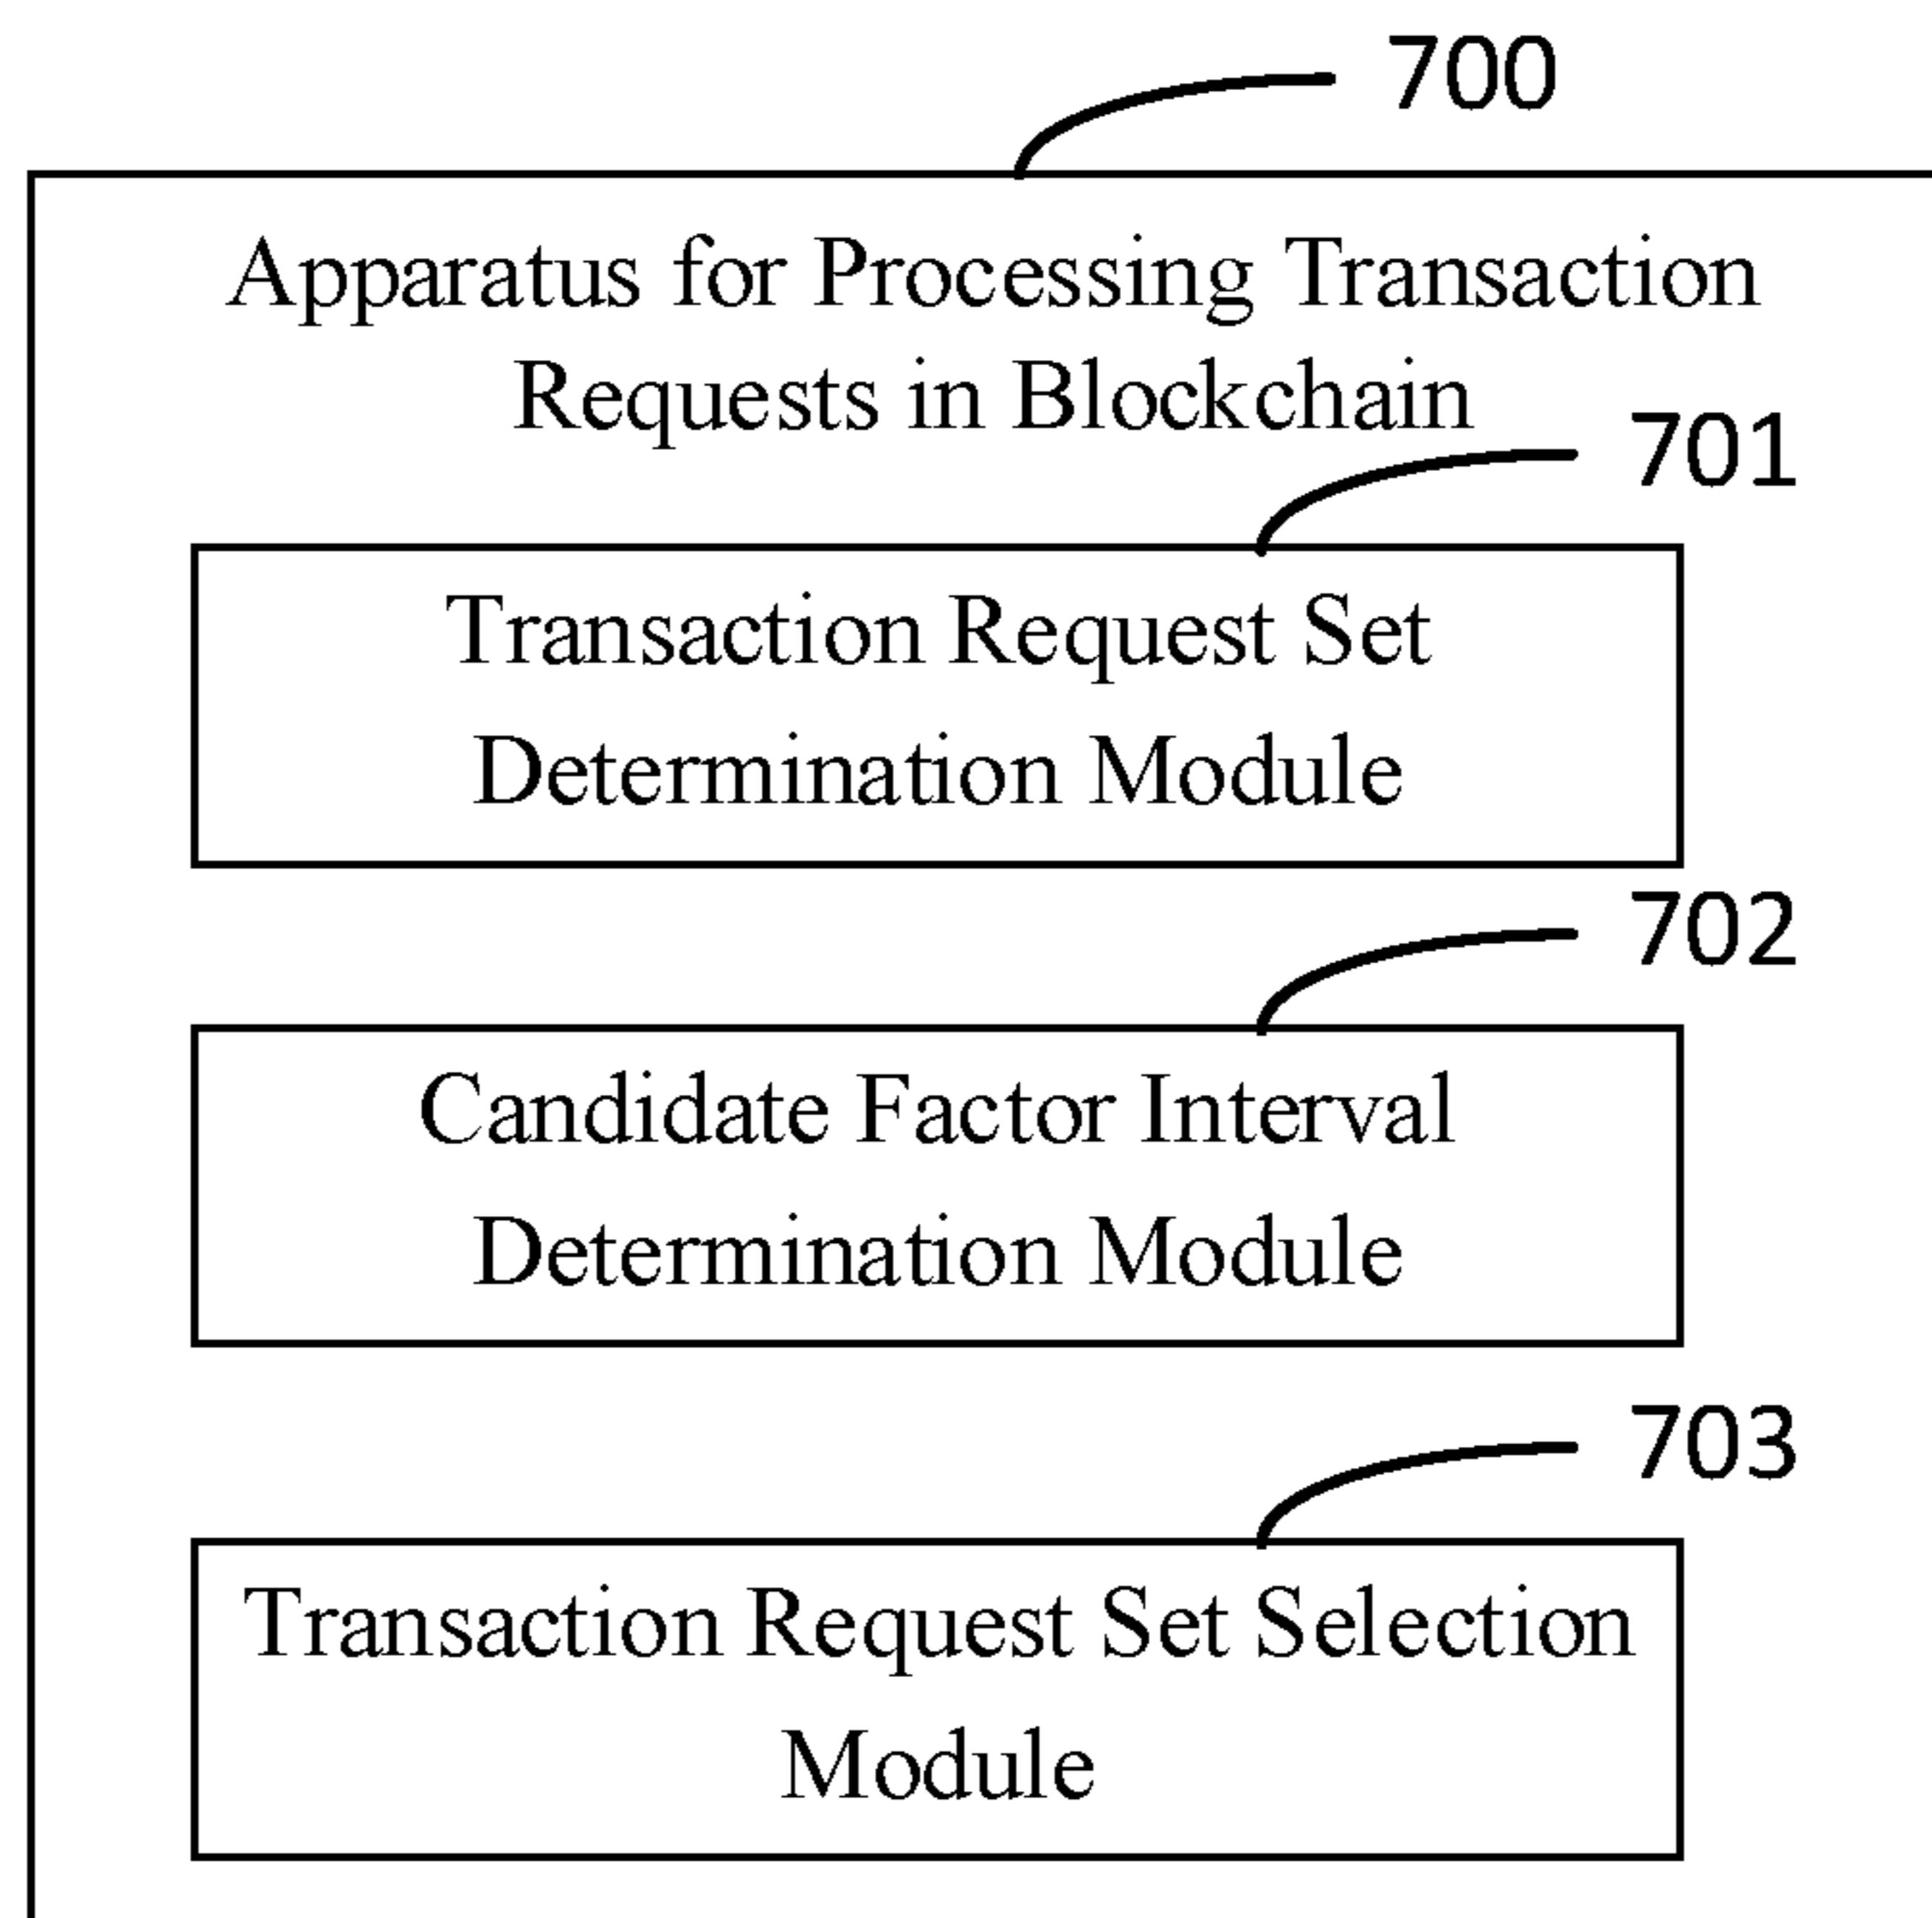 700
Apparatus for Processing Transaction
Requests in Blockchain
701
Transaction Request Set
Determination Module
702
Candidate Factor Interval
Determination Module
703
Transaction Request Set Selection
Module